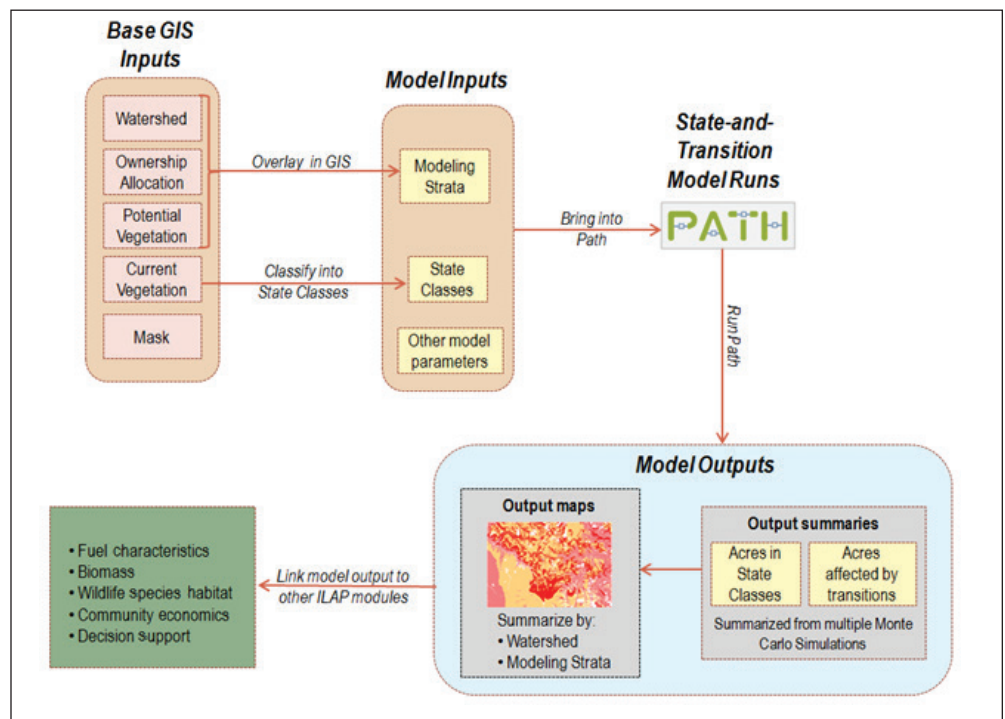 Base GIS
Inputs
Watershed
Ownership
Allocation
Potential
Vegetation
Current
Vegetation
Mask
Overlay in GIS
Classify into
State Classes
Model Inputs
Modeling
Strata
State
Classes
Other model
parameters
Bring into
Path
State-and-
Transition
Model Runs
PATH
Run Path
Model Outputs
Output maps
Summarize by:
• Watershed
• Modeling Strata
Output summaries
Acres in
State
Classes
Acres
affected by
transitions
Summarized from multiple Monte
Carlo Simulations
Link model output to
other ILAP modules
• Fuel characteristics
• Biomass
• Wildlife species habitat
• Community economics
• Decision support